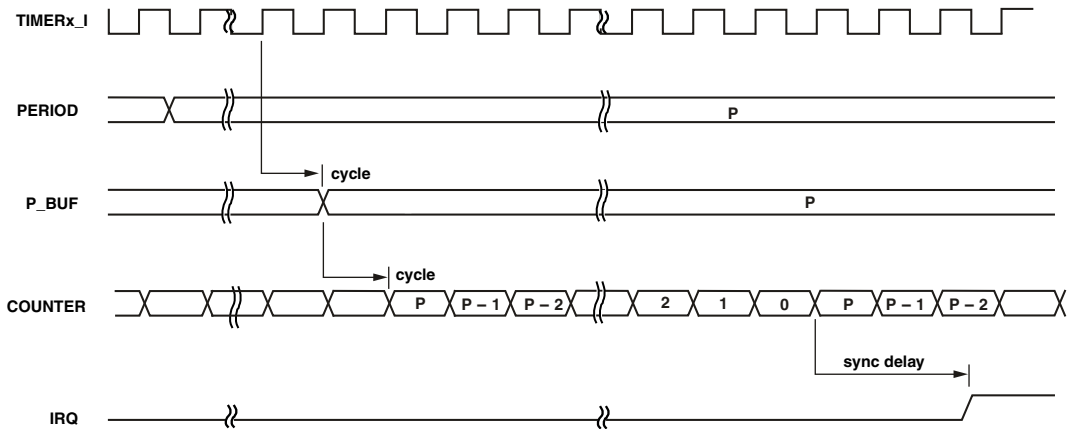 TIMERx_I
PERIOD
P
cycle
P_BUF
P
cycle
COUNTER P P – 1 P – 2 2 1 0 P P – 1 P – 2
sync delay
IRQ